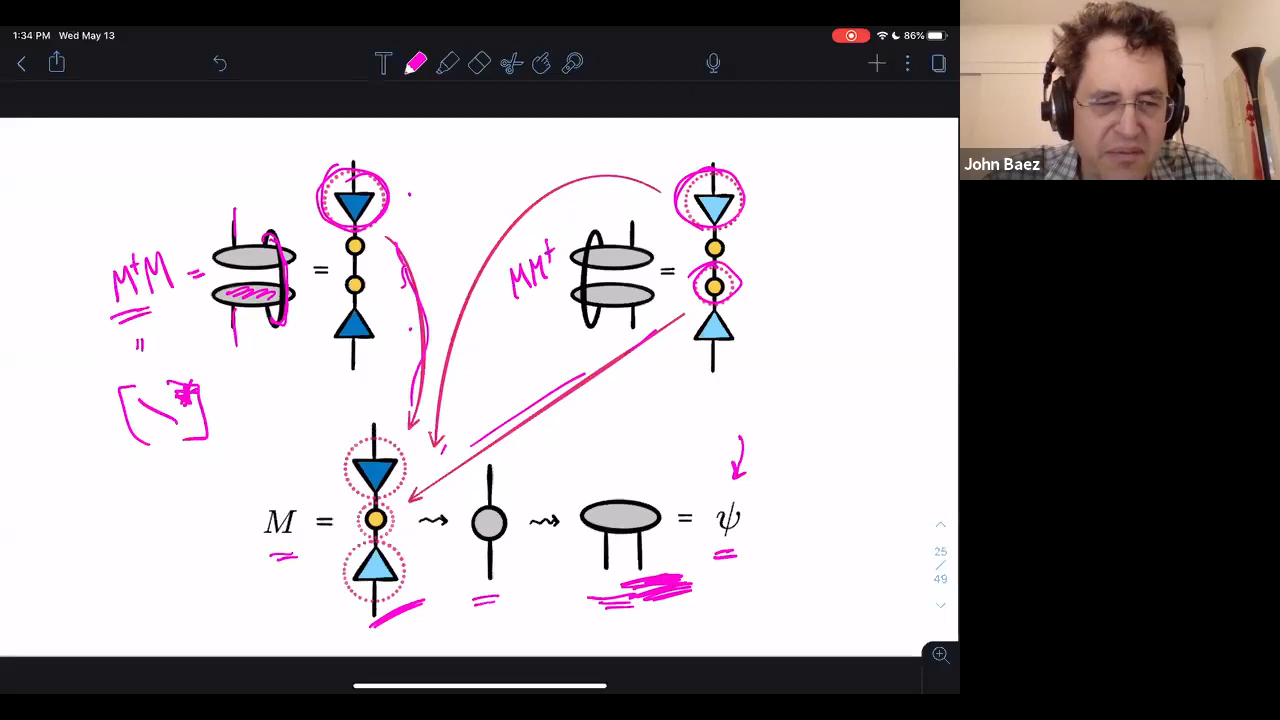 1:34 PM Wed May 13
86%
John Baez
M†M =
=
=
MM†
=
M =
= ψ
25
/
49